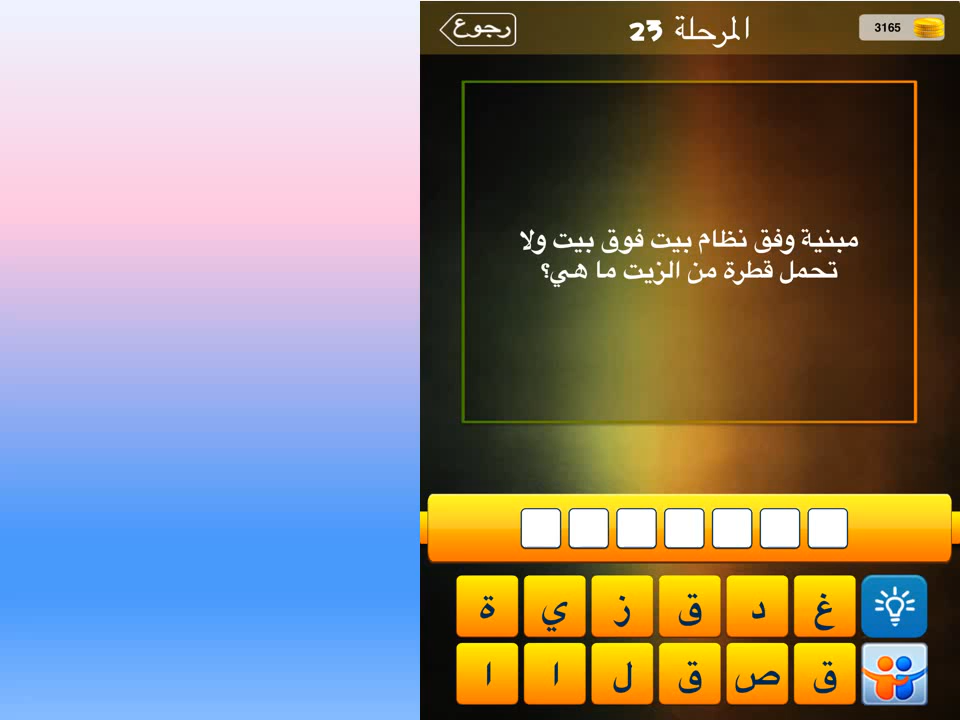 رجوع
المرحلة 23
3165
مبنية وفق نظام بيت فوق بيت ولا
تحمل قطرة من الزيت ما هي؟
غ د ق ز ي ة
ق ص ق ل ا ا